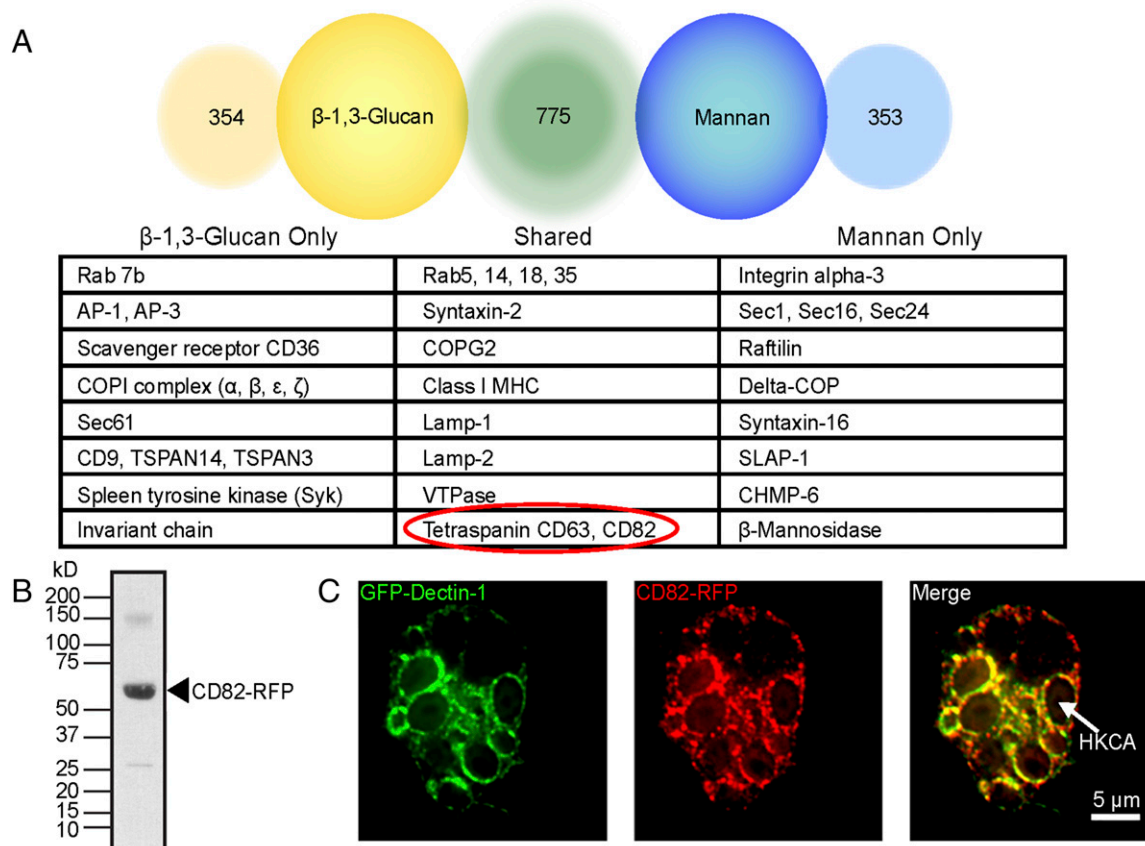 A
354 β-1,3-Glucan 775 Mannan 353
β-1,3-Glucan Only Shared Mannan Only
Rab 7b Rab5, 14, 18, 35 Integrin alpha-3
AP-1, AP-3 Syntaxin-2 Sec1, Sec16, Sec24
Scavenger receptor CD36 COPG2 Raftilin
COPI complex (α, β, ε, ζ) Class I MHC Delta-COP
Sec61 Lamp-1 Syntaxin-16
CD9, TSPAN14, TSPAN3 Lamp-2 SLAP-1
Spleen tyrosine kinase (Syk) VTPase CHMP-6
Invariant chain Tetraspanin CD63, CD82 β-Mannosidase
B
kD
200
150
100
75
50
37
25
20
15
10
CD82-RFP
C
GFP-Dectin-1 CD82-RFP Merge
HKCA
5 µm